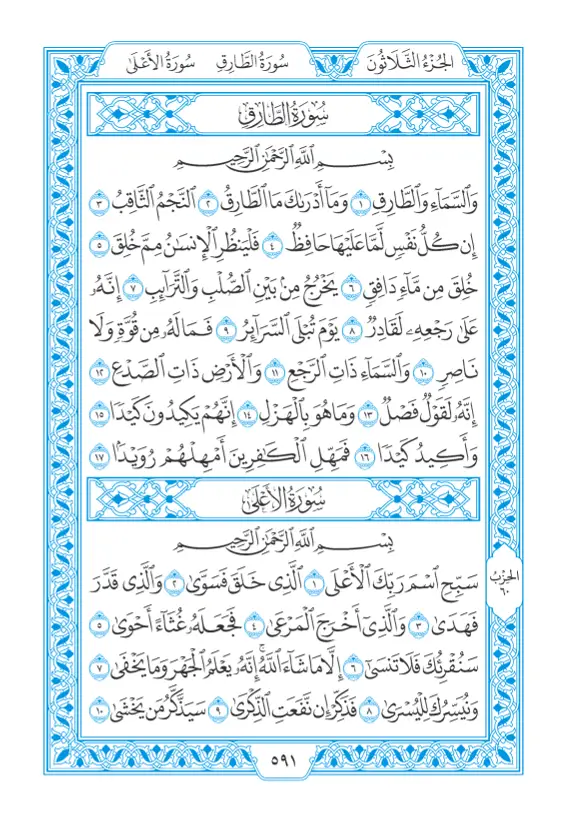 الجُزْءُ الثَّلَاثُونَ سُورَةُ الطَّارِقِ سُورَةُ الأَعْلَىٰ
سُورَةُ الطَّارِقِ
بِسْمِ ٱللَّهِ ٱلرَّحْمَٰنِ ٱلرَّحِيمِ
وَٱلسَّمَآءِ وَٱلطَّارِقِ ١ وَمَآ أَدْرَىٰكَ مَا ٱلطَّارِقُ ٢ ٱلنَّجْمُ ٱلثَّاقِبُ ٣
إِن كُلُّ نَفْسٍ لَّمَّا عَلَيْهَا حَافِظٌ ٤ فَلْيَنظُرِ ٱلْإِنسَٰنُ مِمَّ خُلِقَ ٥
خُلِقَ مِن مَّآءٍ دَافِقٍ ٦ يَخْرُجُ مِنۢ بَيْنِ ٱلصُّلْبِ وَٱلتَّرَآئِبِ ٧ إِنَّهُۥ
عَلَىٰ رَجْعِهِۦ لَقَادِرٌ ٨ يَوْمَ تُبْلَى ٱلسَّرَآئِرُ ٩ فَمَا لَهُۥ مِن قُوَّةٍ وَلَا
نَاصِرٍ ١٠ وَٱلسَّمَآءِ ذَاتِ ٱلرَّجْعِ ١١ وَٱلْأَرْضِ ذَاتِ ٱلصَّدْعِ ١٢
إِنَّهُۥ لَقَوْلٌ فَصْلٌ ١٣ وَمَا هُوَ بِٱلْهَزْلِ ١٤ إِنَّهُمْ يَكِيدُونَ كَيْدًا ١٥
وَأَكِيدُ كَيْدًا ١٦ فَمَهِّلِ ٱلْكَٰفِرِينَ أَمْهِلْهُمْ رُوَيْدًۢا ١٧
سُورَةُ الأَعْلَىٰ
بِسْمِ ٱللَّهِ ٱلرَّحْمَٰنِ ٱلرَّحِيمِ
سَبِّحِ ٱسْمَ رَبِّكَ ٱلْأَعْلَى ١ ٱلَّذِى خَلَقَ فَسَوَّىٰ ٢ وَٱلَّذِى قَدَّرَ
فَهَدَىٰ ٣ وَٱلَّذِىٓ أَخْرَجَ ٱلْمَرْعَىٰ ٤ فَجَعَلَهُۥ غُثَآءً أَحْوَىٰ ٥
سَنُقْرِئُكَ فَلَا تَنسَىٰٓ ٦ إِلَّا مَا شَآءَ ٱللَّهُ ۚ إِنَّهُۥ يَعْلَمُ ٱلْجَهْرَ وَمَا يَخْفَىٰ ٧
وَنُيَسِّرُكَ لِلْيُسْرَىٰ ٨ فَذَكِّرْ إِن نَّفَعَتِ ٱلذِّكْرَىٰ ٩ سَيَذَّكَّرُ مَن يَخْشَىٰ ١٠
الحِزْبُ
٦٠
٥٩١